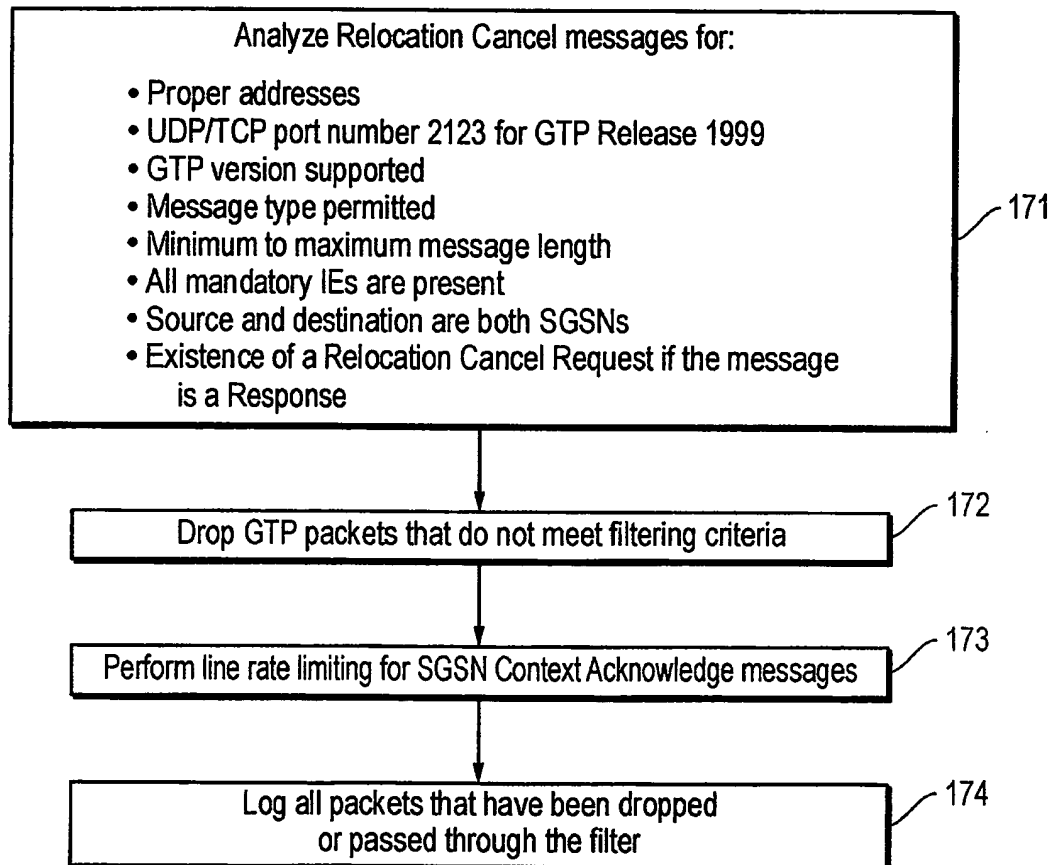 Analyze Relocation Cancel messages for:
• Proper addresses
• UDP/TCP port number 2123 for GTP Release 1999
• GTP version supported
• Message type permitted
• Minimum to maximum message length
• All mandatory IEs are present
• Source and destination are both SGSNs
• Existence of a Relocation Cancel Request if the message
is a Response
171
Drop GTP packets that do not meet filtering criteria
172
Perform line rate limiting for SGSN Context Acknowledge messages
173
Log all packets that have been dropped
or passed through the filter
174